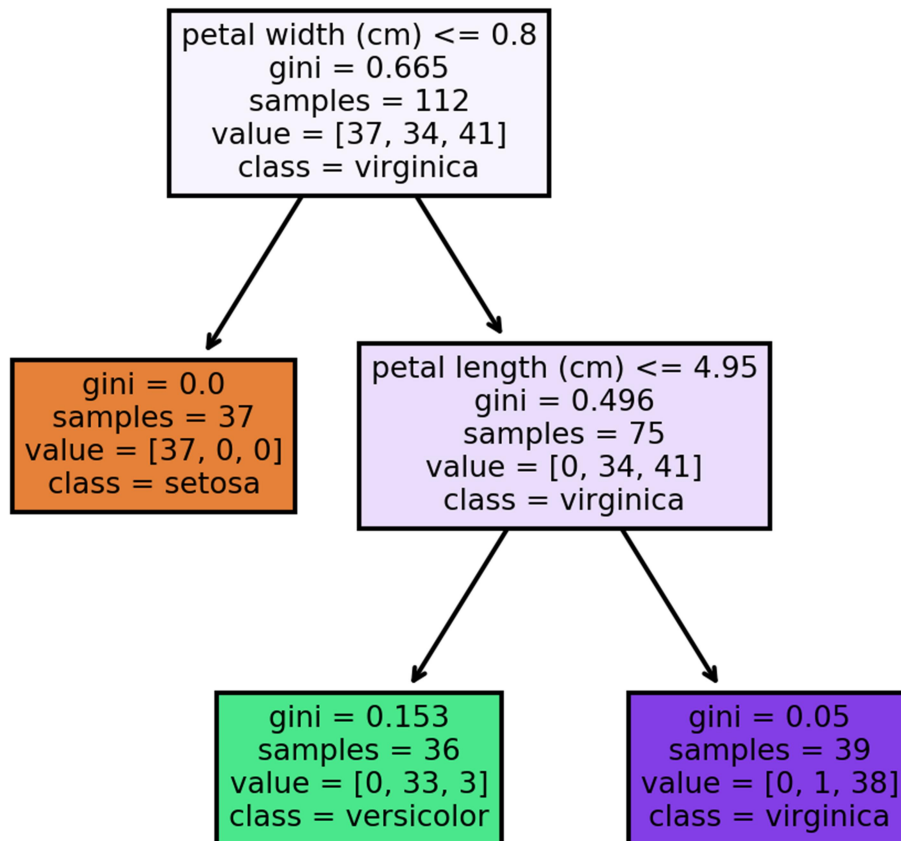 petal width (cm) <= 0.8
gini = 0.665
samples = 112
value = [37, 34, 41]
class = virginica
gini = 0.0
samples = 37
value = [37, 0, 0]
class = setosa
petal length (cm) <= 4.95
gini = 0.496
samples = 75
value = [0, 34, 41]
class = virginica
gini = 0.153
samples = 36
value = [0, 33, 3]
class = versicolor
gini = 0.05
samples = 39
value = [0, 1, 38]
class = virginica